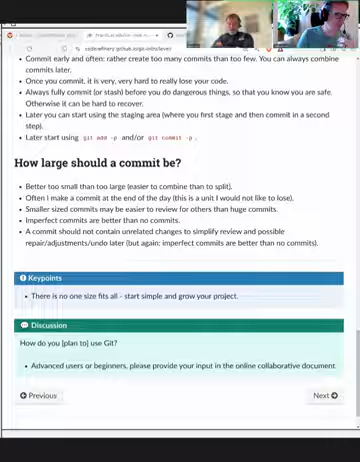 coderefinery.github.io/git-intro/level/
Commit early and often: rather create too many commits than too few. You can always combine
commits later.
Once you commit, it is very, very hard to really lose your code.
Always fully commit (or stash) before you do dangerous things, so that you know you are safe.
Otherwise it can be hard to recover.
Later you can start using the staging area (where you first stage and then commit in a second
step).
Later start using git add -p and/or git commit -p .
How large should a commit be?
Better too small than too large (easier to combine than to split).
Often I make a commit at the end of the day (this is a unit I would not like to lose).
Smaller sized commits may be easier to review for others than huge commits.
Imperfect commits are better than no commits.
A commit should not contain unrelated changes to simplify review and possible
repair/adjustments/undo later (but again: imperfect commits are better than no commits).
Keypoints
There is no one size fits all - start simple and grow your project.
Discussion
How do you [plan to] use Git?
Advanced users or beginners, please provide your input in the online collaborative document.
Previous
Next